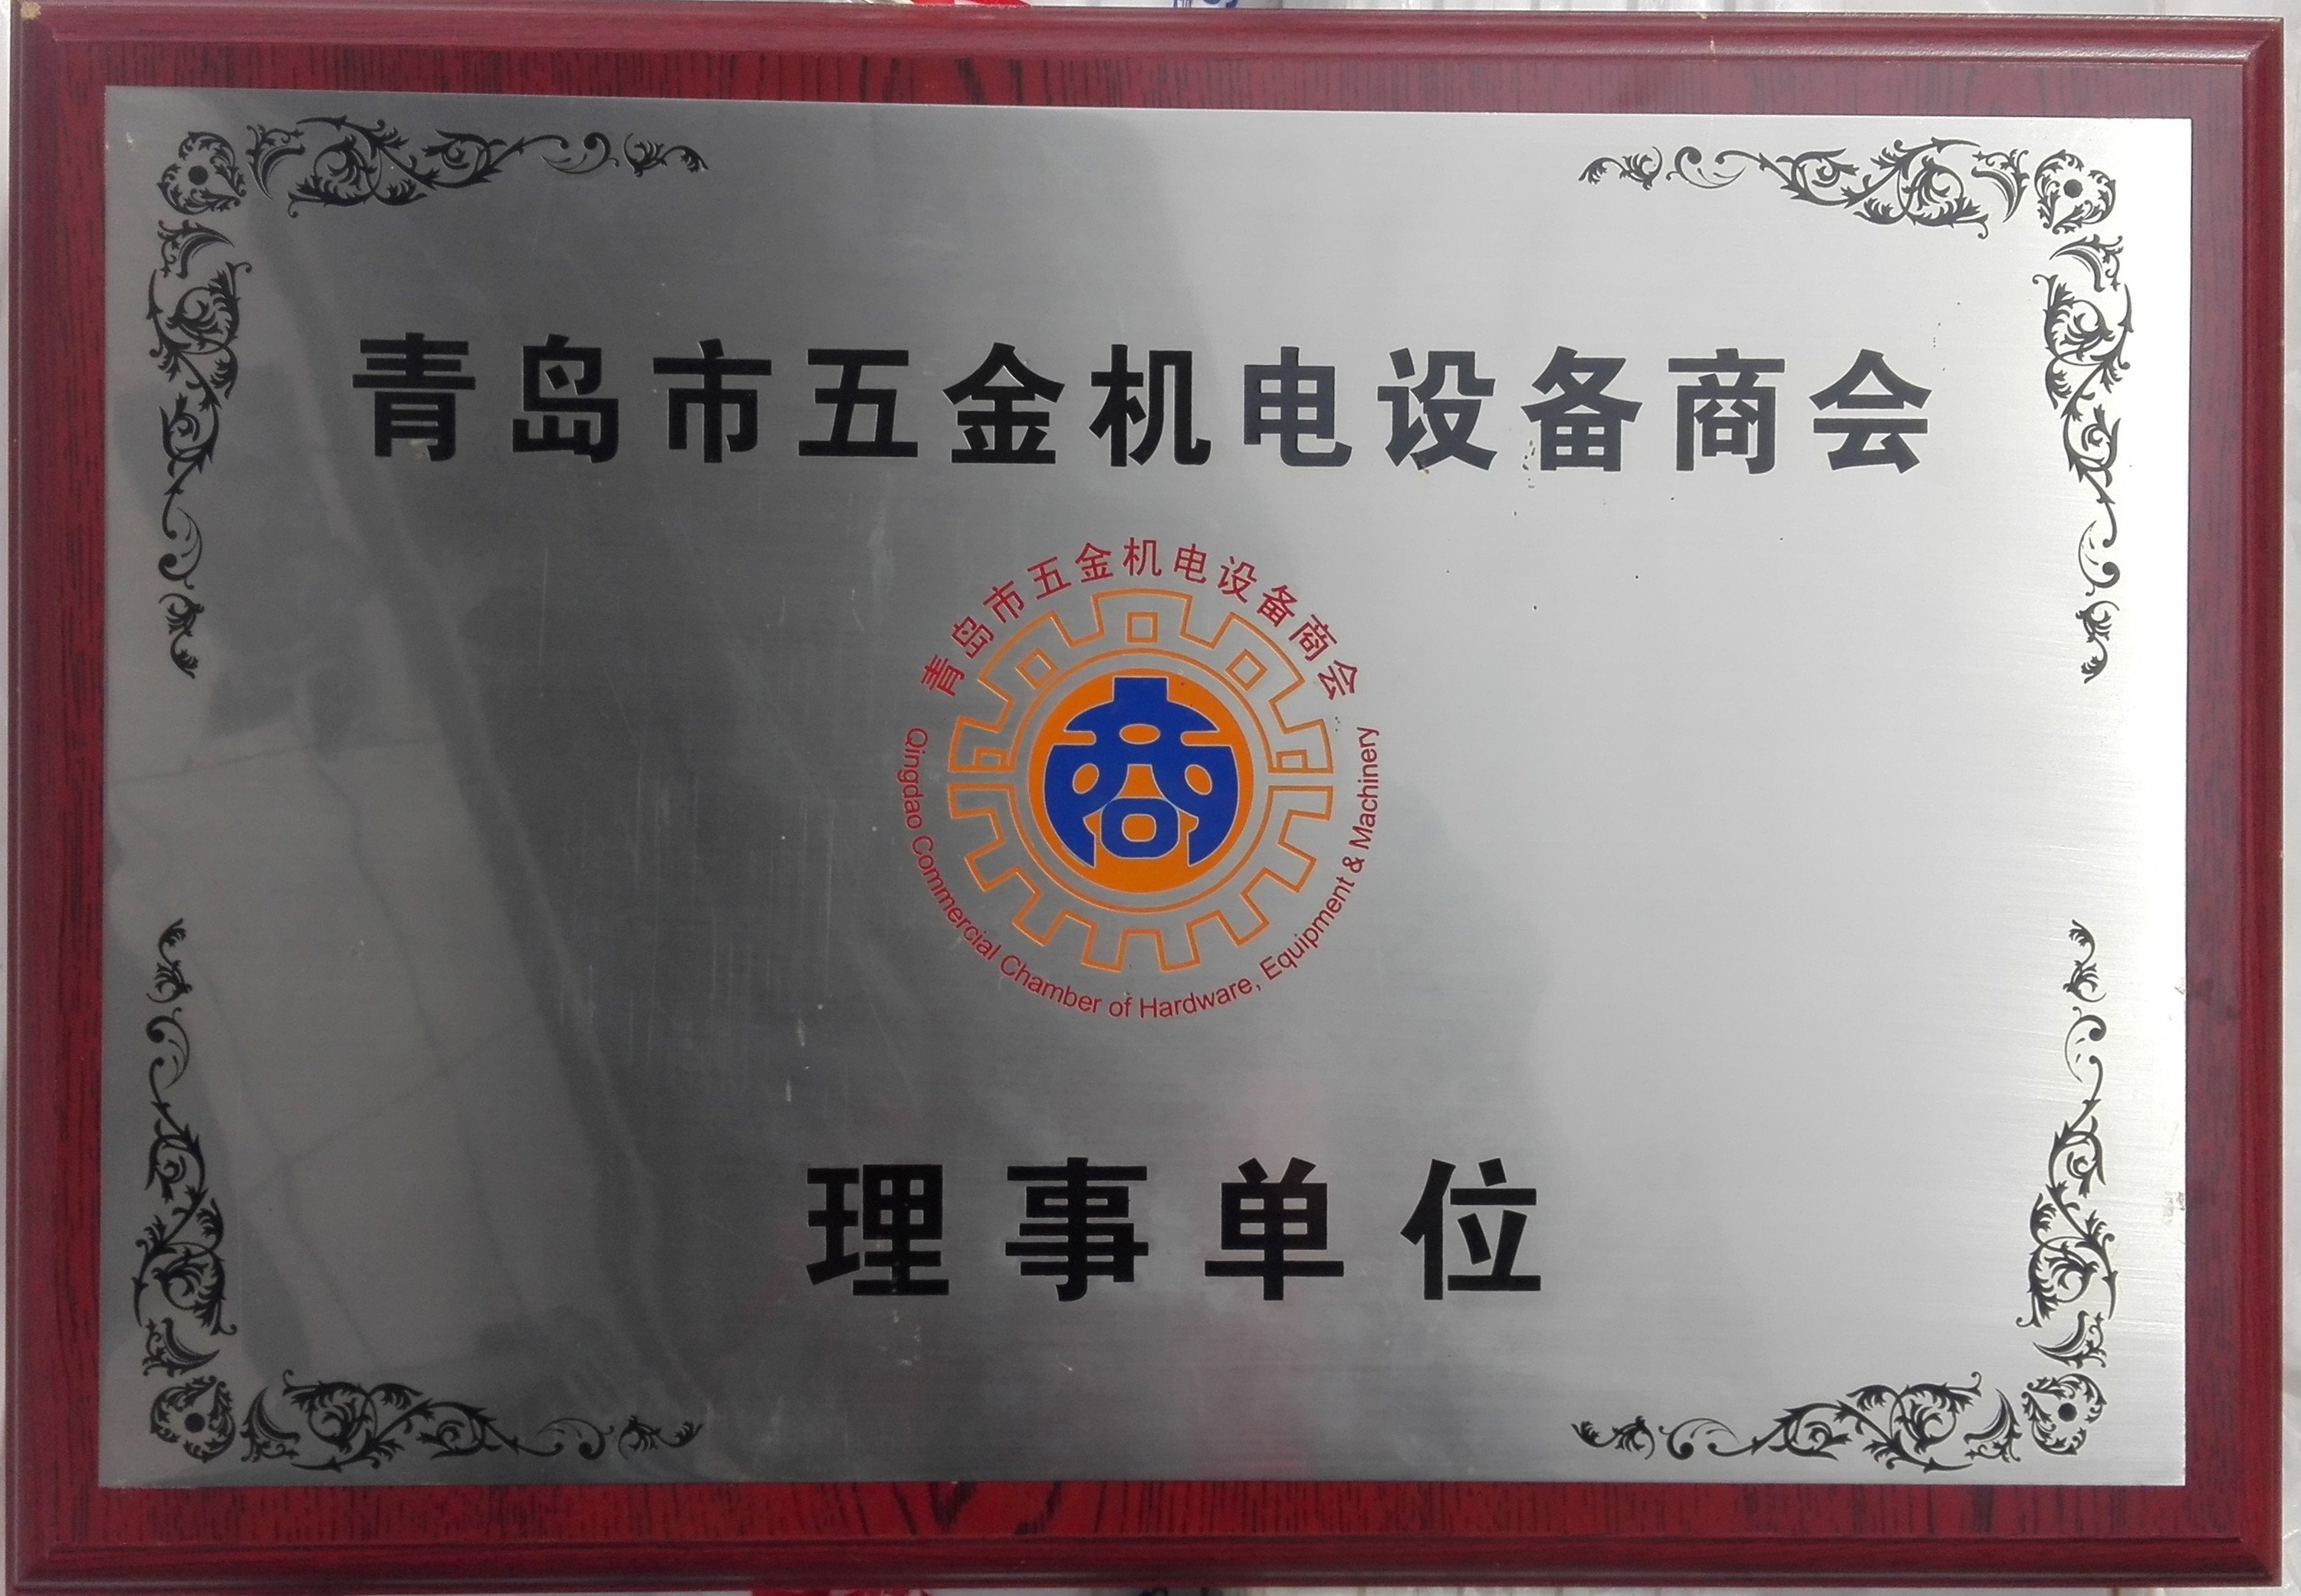 青岛市五金机电设备商会
青岛市五金机电设备商会
商
Qingdao Commercial Chamber of Hardware, Equipment & Machinery
理事单位